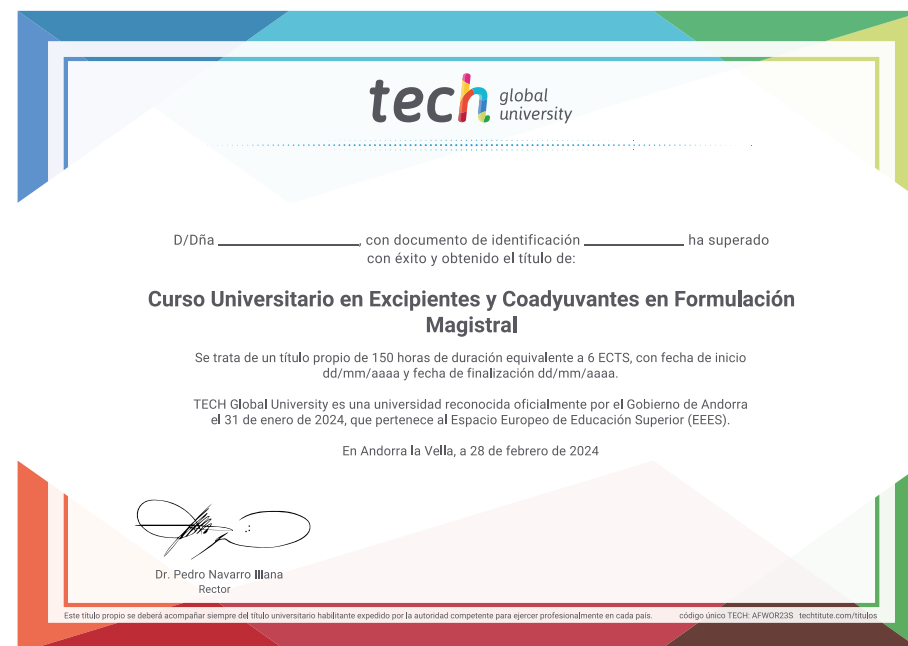 tech global university
D/Dña ____________________, con documento de identificación ______________ ha superado
con éxito y obtenido el título de:
Curso Universitario en Excipientes y Coadyuvantes en Formulación
Magistral
Se trata de un título propio de 150 horas de duración equivalente a 6 ECTS, con fecha de inicio
dd/mm/aaaa y fecha de finalización dd/mm/aaaa.
TECH Global University es una universidad reconocida oficialmente por el Gobierno de Andorra
el 31 de enero de 2024, que pertenece al Espacio Europeo de Educación Superior (EEES).
En Andorra la Vella, a 28 de febrero de 2024
Dr. Pedro Navarro Illana
Rector
Este título propio se deberá acompañar siempre del título universitario habilitante expedido por la autoridad competente para ejercer profesionalmente en cada país. código único TECH: AFWOR23S techtitute.com/titulos